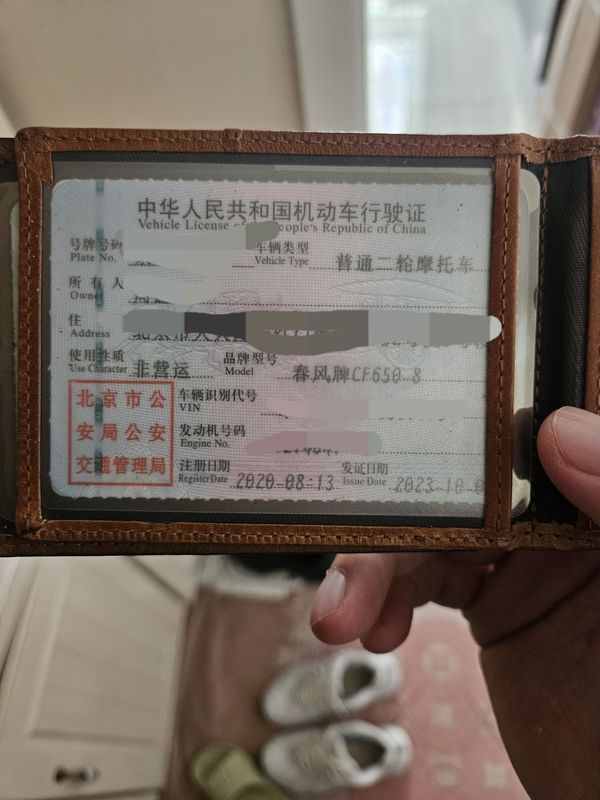 中华人民共和国机动车行驶证
Vehicle License of People's Republic of China
号牌号码 车辆类型 普通二轮摩托车
Plate No. Vehicle Type
所有人
Owner
住
Address
使用性质 非营运 品牌型号 春风牌CF650-8
Use Character Model
北京市公
安局公安
交通管理局
车辆识别代号
VIN
发动机号码
Engine No.
注册日期 2020-08-13 发证日期 2023-10-0
Register Date Issue Date